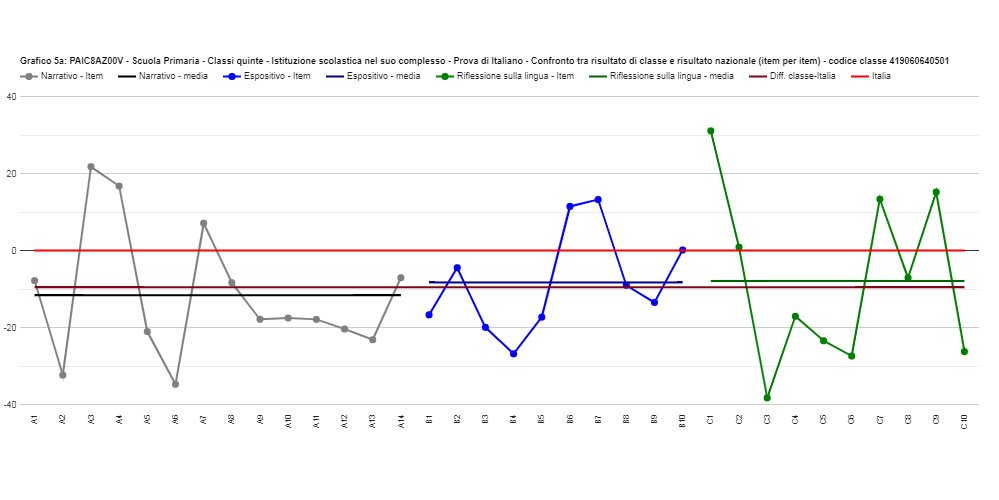 Grafico 5a: PAIC8AZ00V - Scuola Primaria - Classi quinte - Istituzione scolastica nel suo complesso - Prova di Italiano - Confronto tra risultato di classe e risultato nazionale (item per item) - codice classe 419060640501
Narrativo - Item Narrativo - media Espositivo - Item Espositivo - media Riflessione sulla lingua - Item Riflessione sulla lingua - media Diff. classe-Italia Italia
40
20
0
-20
-40
A1 A2 A3 A4 A5 A6 A7 A8 A9 A10 A11 A12 A13 A14 B1 B2 B3 B4 B5 B6 B7 B8 B9 B10 C1 C2 C3 C4 C5 C6 C7 C8 C9 C10